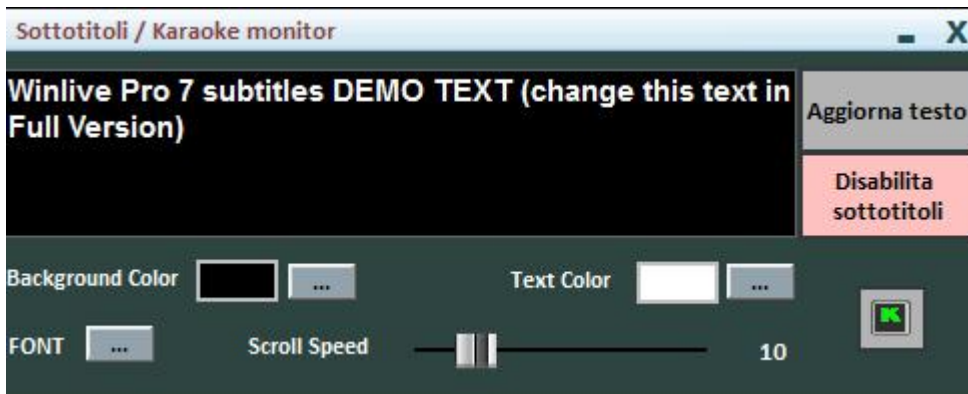 Sottotitoli / Karaoke monitor
Winlive Pro 7 subtitles DEMO TEXT (change this text in
Full Version)
Aggiorna testo
Disabilita
sottotitoli
Background Color
...
Text Color
...
FONT
...
Scroll Speed
10
K